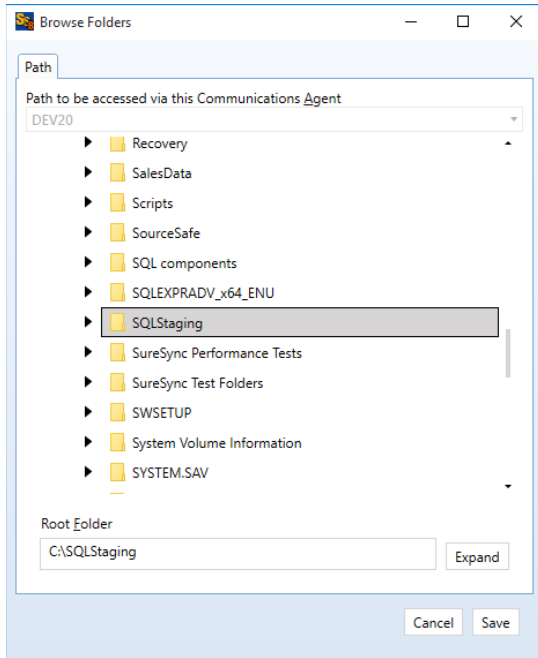 Browse Folders
Path
Path to be accessed via this Communications Agent
DEV20
Recovery
SalesData
Scripts
SourceSafe
SQL components
SQLEXPRADV_x64_ENU
SQLStaging
SureSync Performance Tests
SureSync Test Folders
SWSETUP
System Volume Information
SYSTEM.SAV
Root Folder
C:\SQLStaging
Expand
Cancel Save